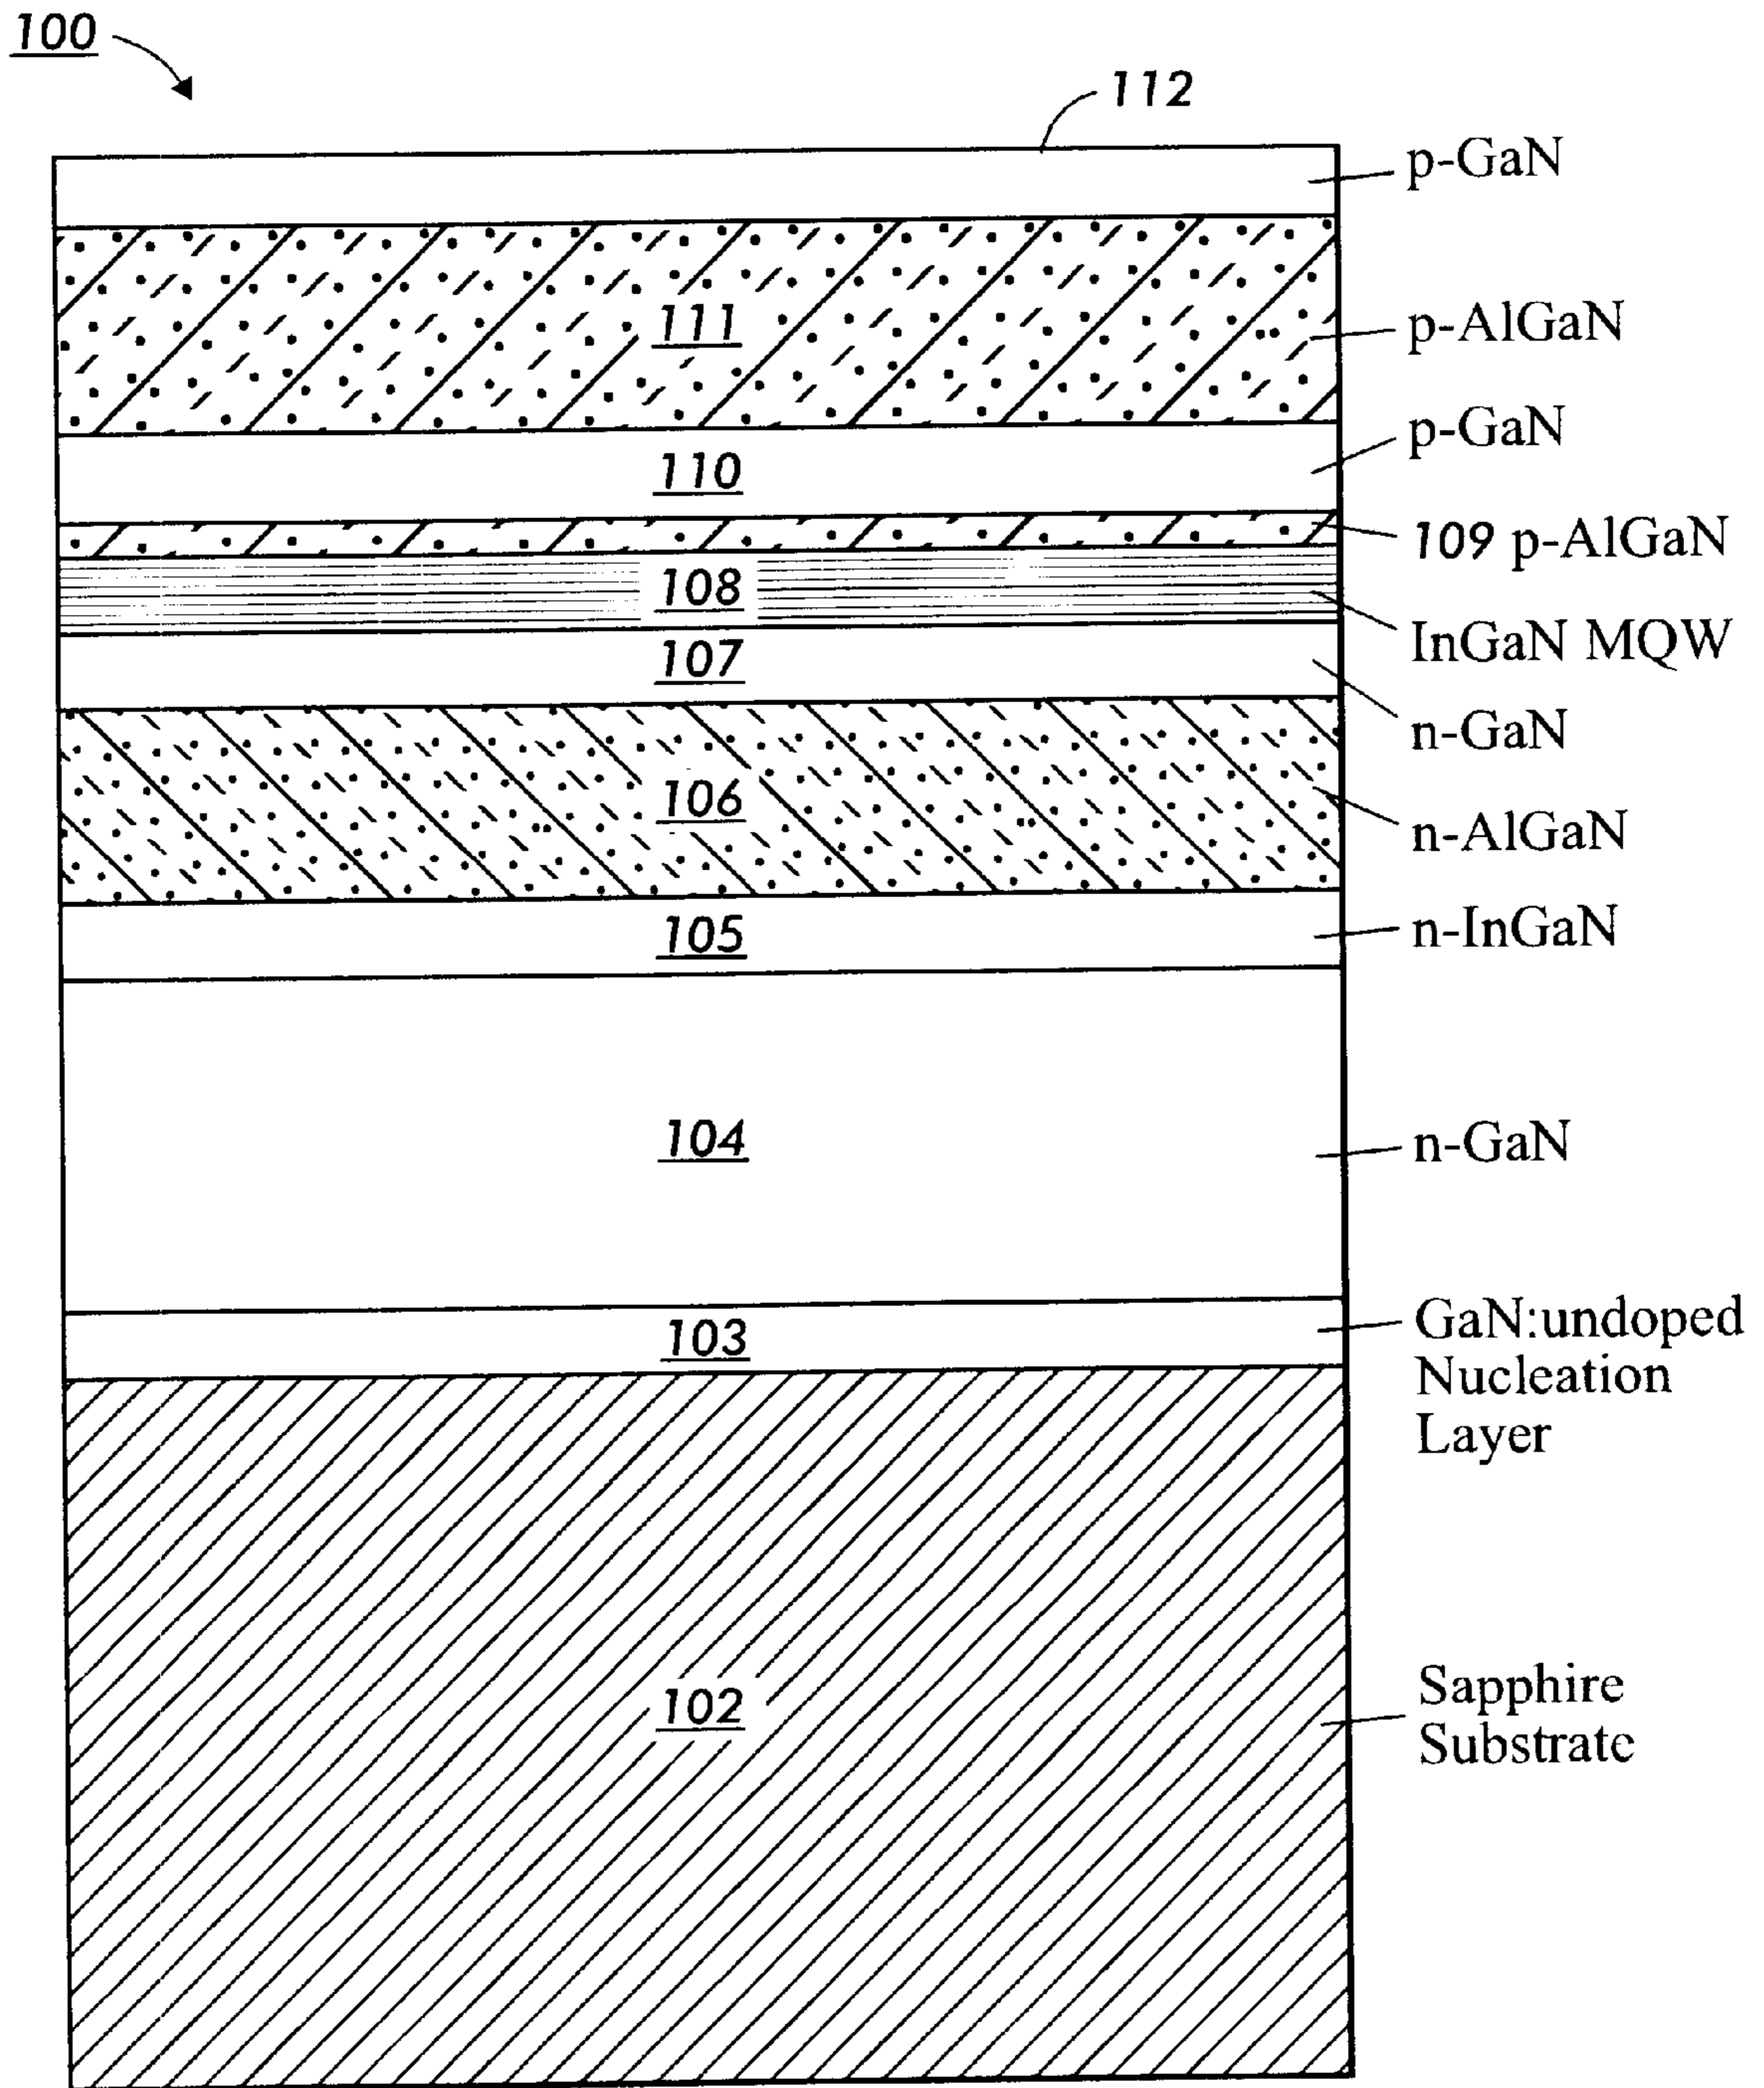 100
112
p-GaN
111
p-AlGaN
p-GaN
110
109 p-AlGaN
108
InGaN MQW
107
n-GaN
106
n-AlGaN
105
n-InGaN
104
n-GaN
103
GaN:undoped
Nucleation
Layer
102
Sapphire
Substrate